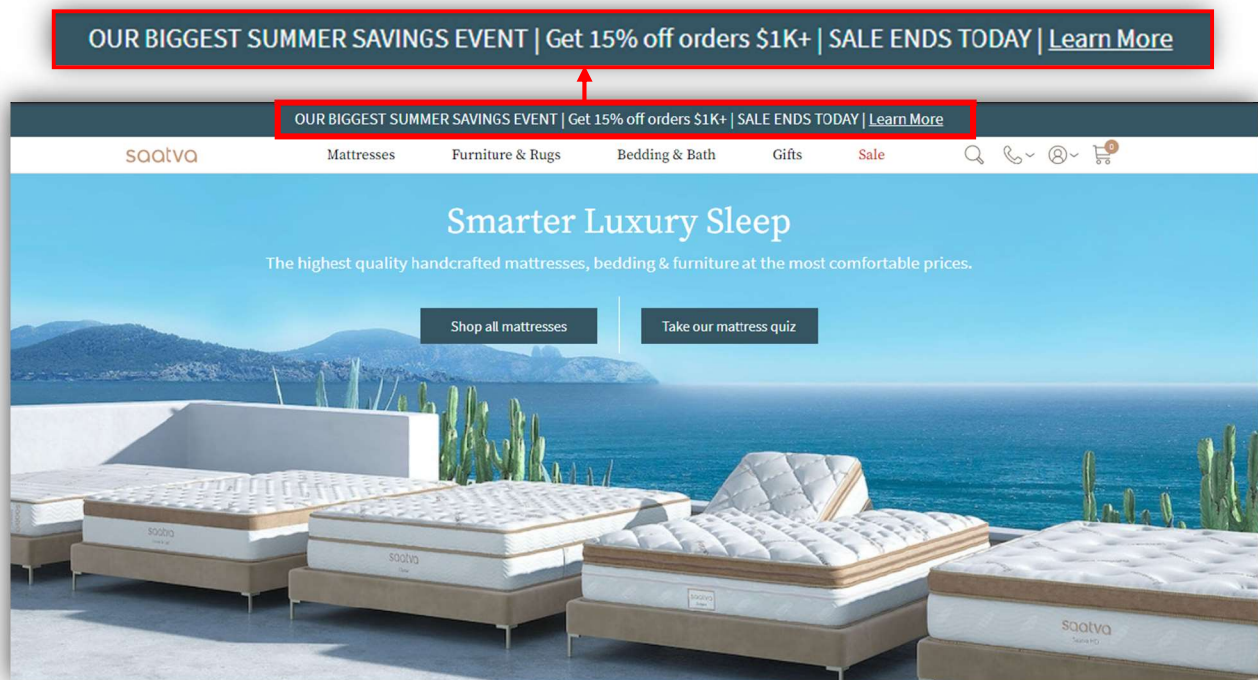 OUR BIGGEST SUMMER SAVINGS EVENT | Get 15% off orders $1K+ | SALE ENDS TODAY | Learn More
OUR BIGGEST SUMMER SAVINGS EVENT | Get 15% off orders $1K+ | SALE ENDS TODAY | Learn More
saatva Mattresses Furniture & Rugs Bedding & Bath Gifts Sale 0
Smarter Luxury Sleep
The highest quality handcrafted mattresses, bedding & furniture at the most comfortable prices.
Shop all mattresses Take our mattress quiz
saatva
saatva
saatva
saatva
Saatva HD